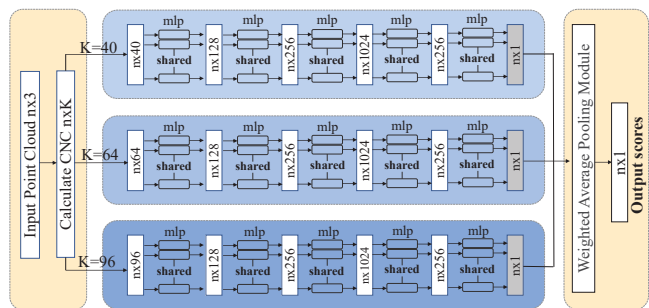 Input Point Cloud nx3
Calculate CNC nxK
K=40
mlp mlp mlp mlp mlp
nx40 nx128 nx256 nx1024 nx256 nx1
shared shared shared shared shared
K=64
mlp mlp mlp mlp mlp
nx64 nx128 nx256 nx1024 nx256 nx1
shared shared shared shared shared
K=96
mlp mlp mlp mlp mlp
nx96 nx128 nx256 nx1024 nx256 nx1
shared shared shared shared shared
Weighted Average Pooling Module
nx1
Output scores